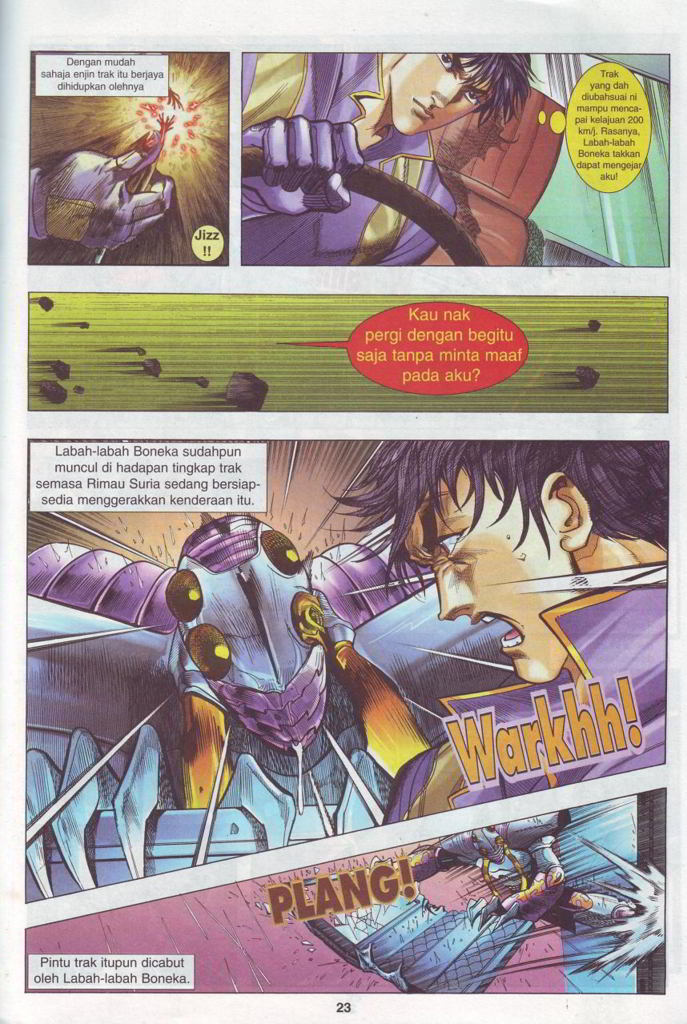 Dengan mudah
sahaja enjin trak itu berjaya
dihidupkan olehnya
Jizz
!!
Trak
yang dah
diubahsuai ni
mampu menca-
pai kelajuan 200
km/j. Rasanya,
Labah-labah
Boneka takkan
dapat mengejar
aku!
Kau nak
pergi dengan begitu
saja tanpa minta maaf
pada aku?
Labah-labah Boneka sudahpun
muncul di hadapan tingkap trak
semasa Rimau Suria sedang bersiap-
sedia menggerakkan kenderaan itu.
Warkhh!
PLANG!
Pintu trak itupun dicabut
oleh Labah-labah Boneka.
23